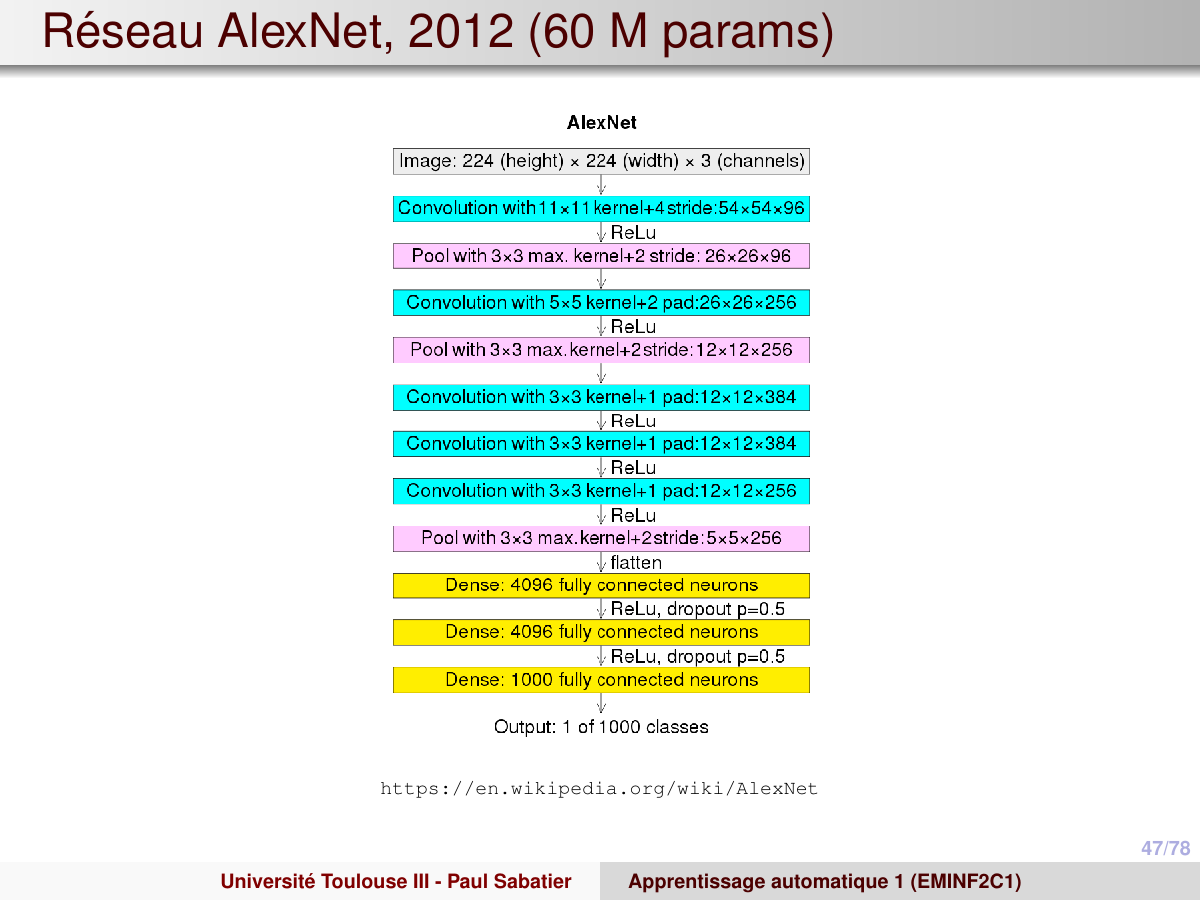 Réseau AlexNet, 2012 (60 M params)
AlexNet
Image: 224 (height) × 224 (width) × 3 (channels)
Convolution with 11×11 kernel+4 stride:54×54×96
ReLu
Pool with 3×3 max. kernel+2 stride: 26×26×96
Convolution with 5×5 kernel+2 pad:26×26×256
ReLu
Pool with 3×3 max.kernel+2stride:12×12×256
Convolution with 3×3 kernel+1 pad:12×12×384
ReLu
Convolution with 3×3 kernel+1 pad:12×12×384
ReLu
Convolution with 3×3 kernel+1 pad:12×12×256
ReLu
Pool with 3×3 max.kernel+2stride:5×5×256
flatten
Dense: 4096 fully connected neurons
ReLu, dropout p=0.5
Dense: 4096 fully connected neurons
ReLu, dropout p=0.5
Dense: 1000 fully connected neurons
Output: 1 of 1000 classes
https://en.wikipedia.org/wiki/AlexNet
47/78
Université Toulouse III - Paul Sabatier
Apprentissage automatique 1 (EMINF2C1)